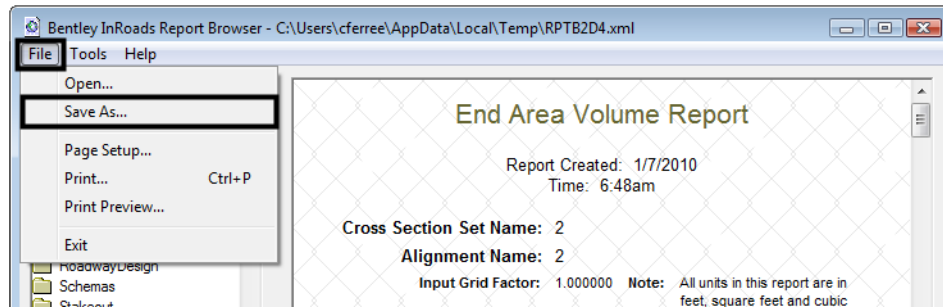 Bentley InRoads Report Browser - C:\Users\cferree\AppData\Local\Temp\RPTB2D4.xml
File Tools Help
Open...
Save As...
Page Setup...
Print... Ctrl+P
Print Preview...
Exit
RoadwayDesign
Schemas
Stakeout
End Area Volume Report
Report Created: 1/7/2010
Time: 6:48am
Cross Section Set Name: 2
Alignment Name: 2
Input Grid Factor: 1.000000 Note: All units in this report are in
feet, square feet and cubic